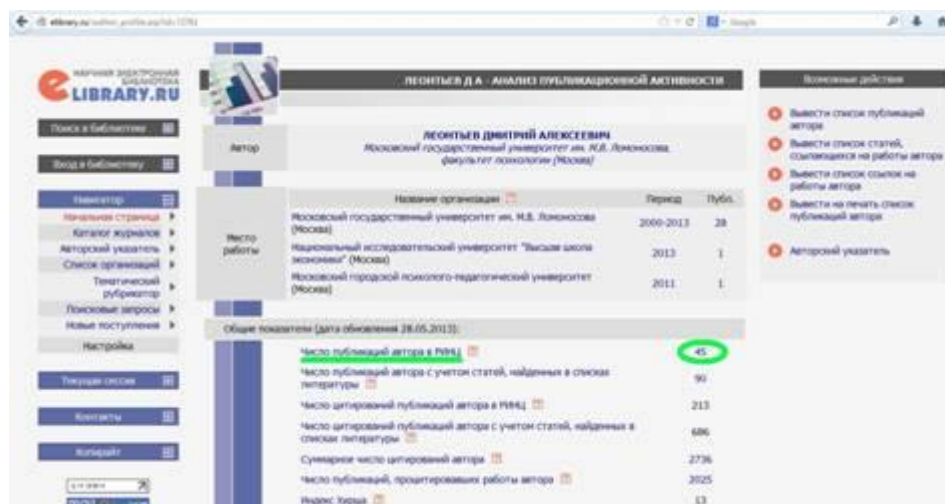 elibrary.ru/author_profile.asp?id=
Google
НАУЧНАЯ ЭЛЕКТРОННАЯ
БИБЛИОТЕКА
eLIBRARY.RU
Поиск в библиотеке
Вход в библиотеку
Навигатор
Начальная страница
Каталог журналов
Авторский указатель
Список организаций
Тематический
рубрикатор
Поисковые запросы
Новые поступления
Настройка
Текущая сессия
Контакты
Копирайт
ЛЕОНТЬЕВ Д А - АНАЛИЗ ПУБЛИКАЦИОННОЙ АКТИВНОСТИ
Автор
ЛЕОНТЬЕВ ДМИТРИЙ АЛЕКСЕЕВИЧ
Московский государственный университет им. М.В. Ломоносова,
факультет психологии (Москва)
Место
работы
Название организации Период Публ.
Московский государственный университет им. М.В. Ломоносова
(Москва) 2000-2013 28
Национальный исследовательский университет "Высшая школа
экономики" (Москва) 2013 1
Московский городской психолого-педагогический университет
(Москва) 2011 1
Общие показатели (дата обновления 28.05.2013):
Число публикаций автора в РИНЦ 45
Число публикаций автора с учетом статей, найденных в списках
литературы 90
Число цитирований публикаций автора в РИНЦ 213
Число цитирований публикаций автора с учетом статей, найденных в
списках литературы 686
Суммарное число цитирований автора 2736
Число публикаций, процитировавших работы автора 2025
Индекс Хирша 13
Возможные действия
Вывести список публикаций
автора
Вывести список статей,
ссылающихся на работы автора
Вывести список ссылок на
работы автора
Вывести на печать список
публикаций автора
Авторский указатель